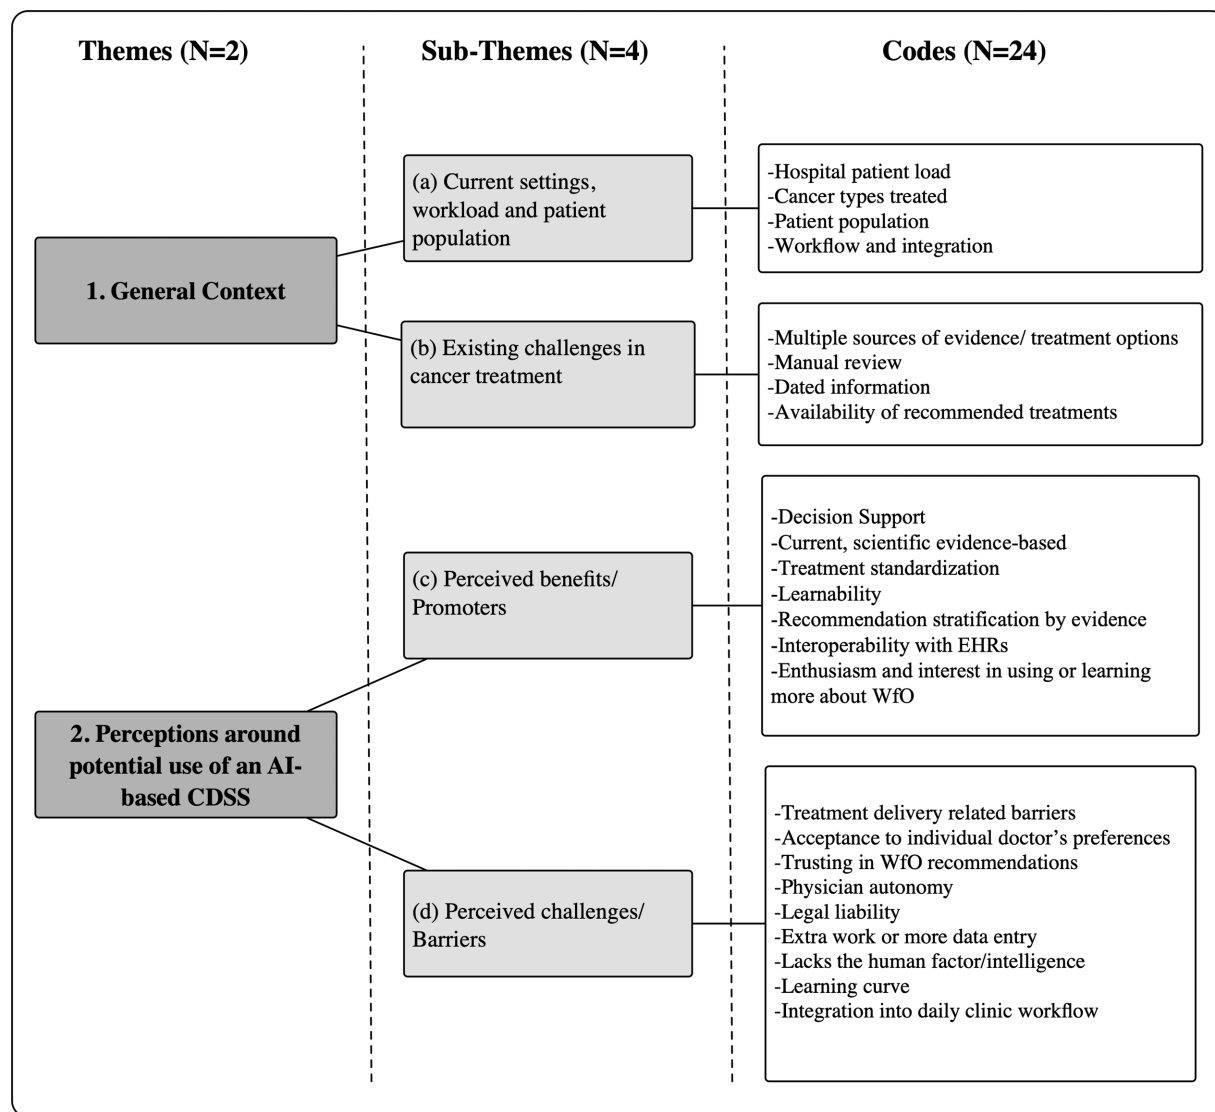 Themes (N=2)
Sub-Themes (N=4)
Codes (N=24)
1. General Context
(a) Current settings,
workload and patient
population
-Hospital patient load
-Cancer types treated
-Patient population
-Workflow and integration
(b) Existing challenges in
cancer treatment
-Multiple sources of evidence/ treatment options
-Manual review
-Dated information
-Availability of recommended treatments
2. Perceptions around
potential use of an AI-
based CDSS
(c) Perceived benefits/
Promoters
-Decision Support
-Current, scientific evidence-based
-Treatment standardization
-Learnability
-Recommendation stratification by evidence
-Interoperability with EHRs
-Enthusiasm and interest in using or learning
more about WfO
(d) Perceived challenges/
Barriers
-Treatment delivery related barriers
-Acceptance to individual doctor's preferences
-Trusting in WfO recommendations
-Physician autonomy
-Legal liability
-Extra work or more data entry
-Lacks the human factor/intelligence
-Learning curve
-Integration into daily clinic workflow